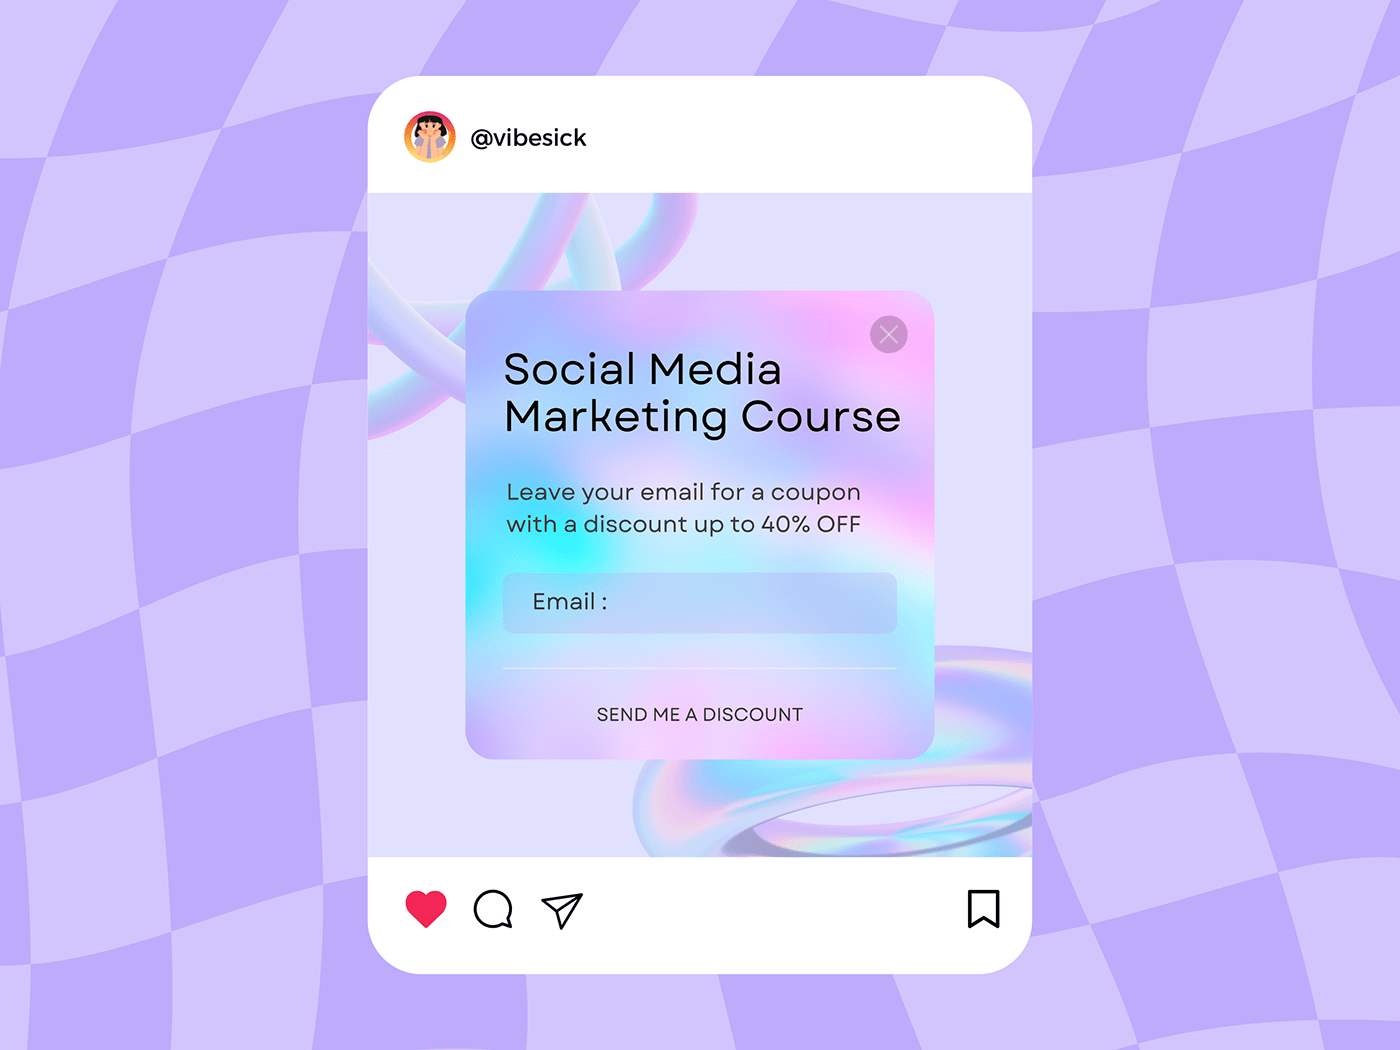 @vibesick
Social Media
Marketing Course
Leave your email for a coupon
with a discount up to 40% OFF
Email :
SEND ME A DISCOUNT